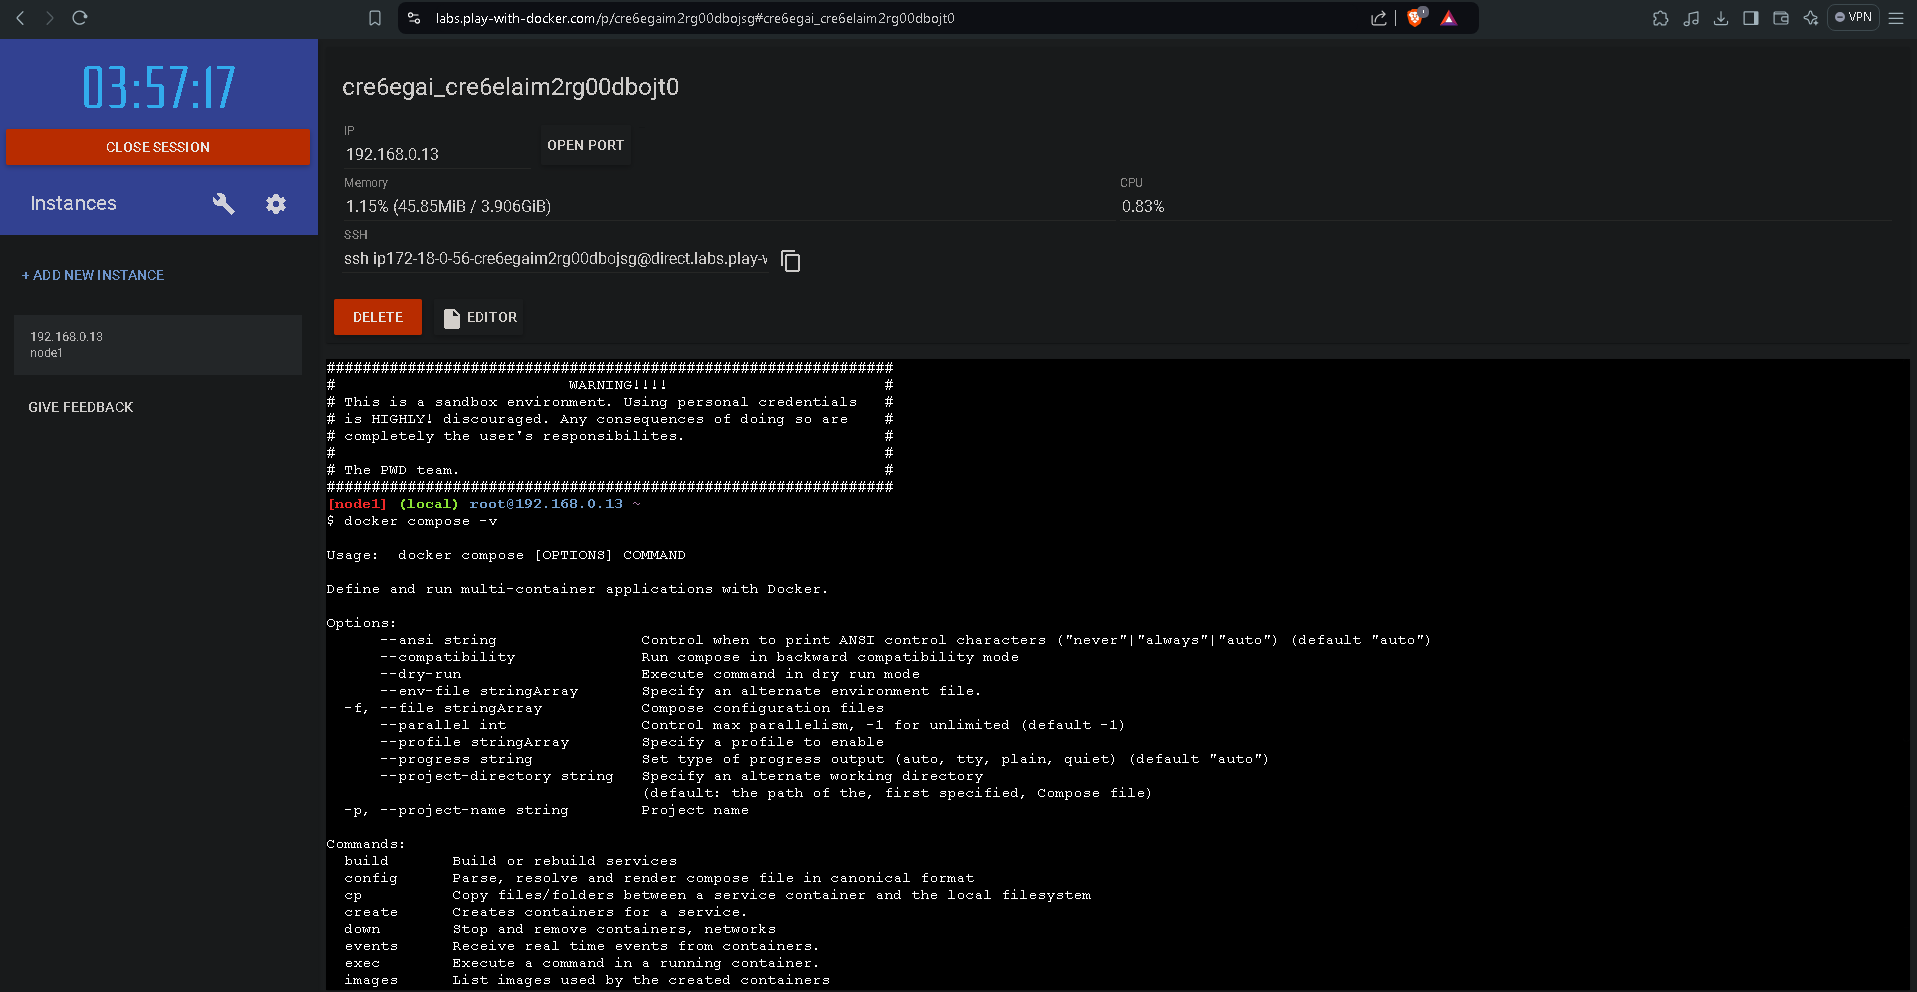 labs.play-with-docker.com/p/cre6egaim2rg00dbojsg#cre6egai_cre6elaim2rg00dbojt0
VPN
03:57:17
CLOSE SESSION
Instances
+ ADD NEW INSTANCE
192.168.0.13
node1
GIVE FEEDBACK
cre6egai_cre6elaim2rg00dbojt0
IP
192.168.0.13
OPEN PORT
Memory
1.15% (45.85MiB / 3.906GiB)
CPU
0.83%
SSH
ssh ip172-18-0-56-cre6egaim2rg00dbojsg@direct.labs.play-v
DELETE
EDITOR
###############################################################
#                          WARNING!!!!                        #
# This is a sandbox environment. Using personal credentials   #
# is HIGHLY! discouraged. Any consequences of doing so are    #
# completely the user's responsibilites.                      #
#                                                             #
# The PWD team.                                               #
###############################################################
[node1] (local) root@192.168.0.13 ~
$ docker compose -v
Usage:  docker compose [OPTIONS] COMMAND
Define and run multi-container applications with Docker.
Options:
      --ansi string                Control when to print ANSI control characters ("never"|"always"|"auto") (default "auto")
      --compatibility              Run compose in backward compatibility mode
      --dry-run                    Execute command in dry run mode
      --env-file stringArray       Specify an alternate environment file.
  -f, --file stringArray           Compose configuration files
      --parallel int               Control max parallelism, -1 for unlimited (default -1)
      --profile stringArray        Specify a profile to enable
      --progress string            Set type of progress output (auto, tty, plain, quiet) (default "auto")
      --project-directory string   Specify an alternate working directory
                                   (default: the path of the, first specified, Compose file)
  -p, --project-name string        Project name
Commands:
  build       Build or rebuild services
  config      Parse, resolve and render compose file in canonical format
  cp          Copy files/folders between a service container and the local filesystem
  create      Creates containers for a service.
  down        Stop and remove containers, networks
  events      Receive real time events from containers.
  exec        Execute a command in a running container.
  images      List images used by the created containers